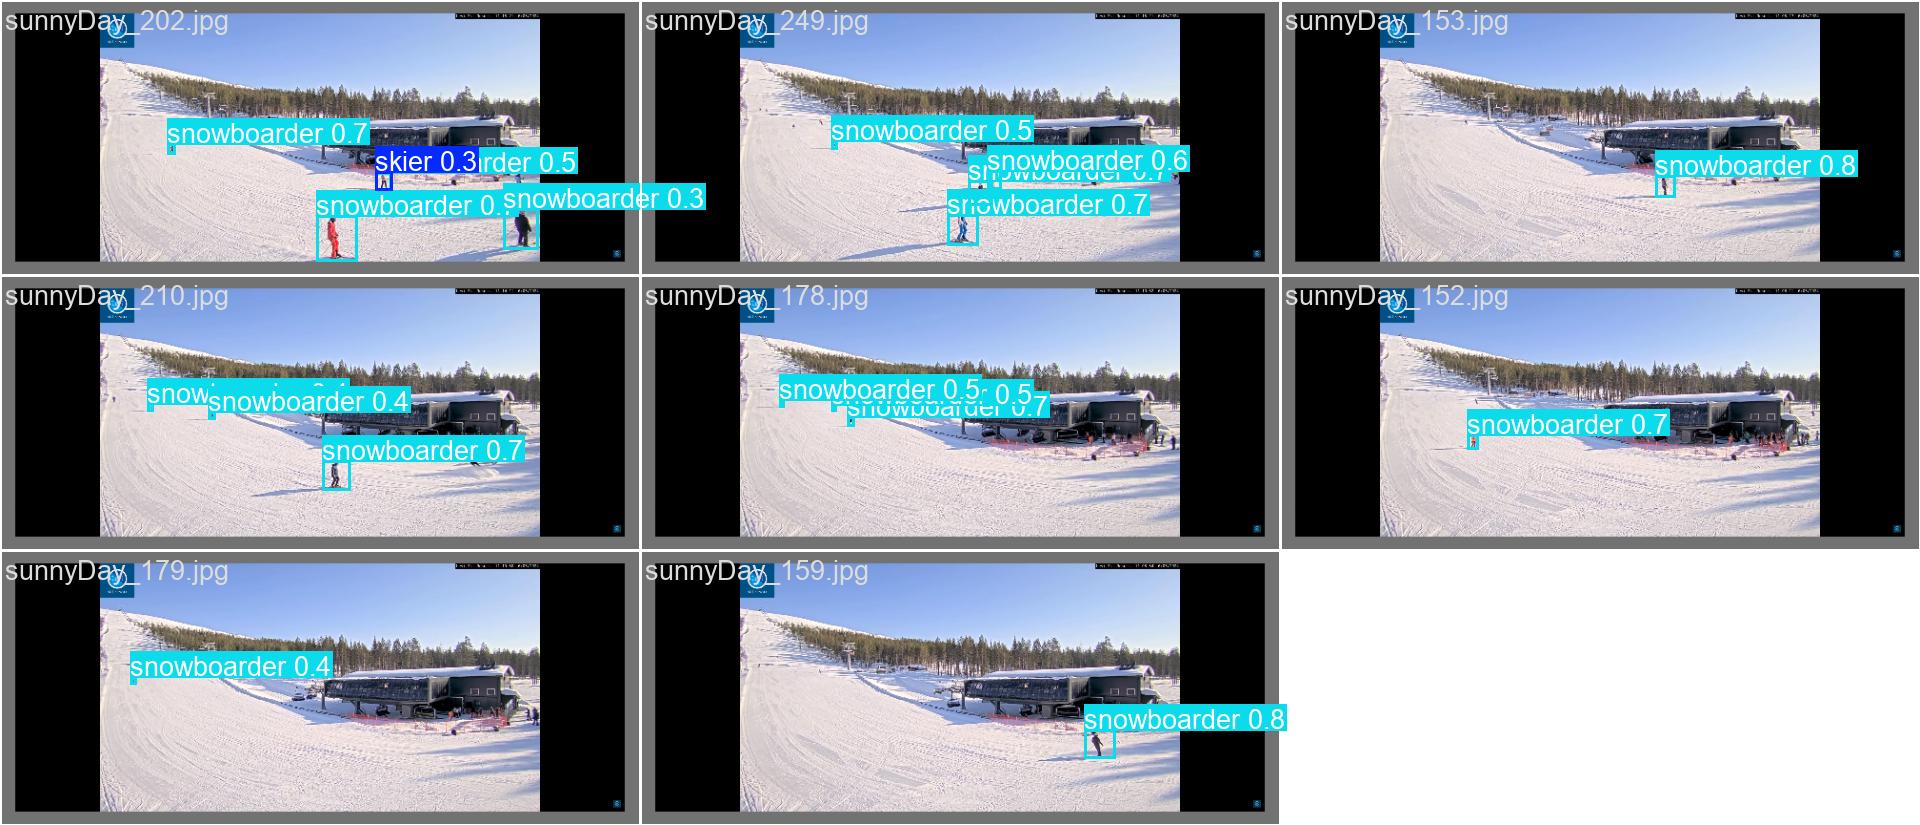 sunnyDay_202.jpg
snowboarder 0.7
skier 0.3
rder 0.5
snowboarder 0.
snowboarder 0.3
sunnyDay_249.jpg
snowboarder 0.5
snowboarder 0.6
snowboarder 0.7
sunnyDay_153.jpg
snowboarder 0.8
sunnyDay_210.jpg
snow
snowboarder 0.4
snowboarder 0.7
sunnyDay_178.jpg
snowboarder 0.5
0.5
snowboarder 0.7
sunnyDay_152.jpg
snowboarder 0.7
sunnyDay_179.jpg
snowboarder 0.4
sunnyDay_159.jpg
snowboarder 0.8